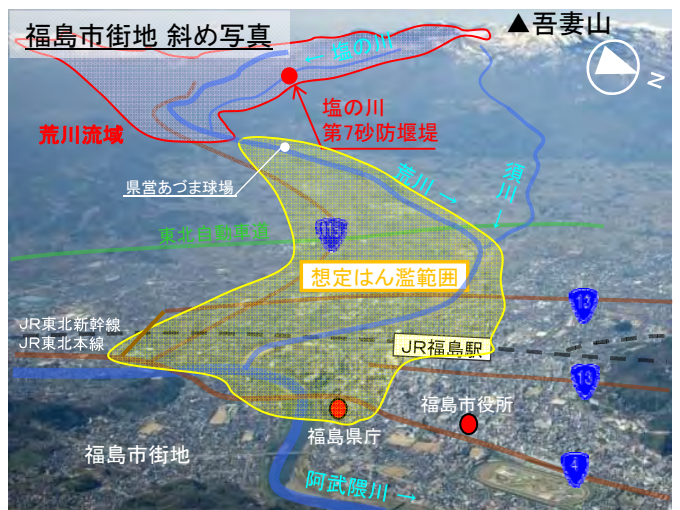 福島市街地 斜め写真
▲吾妻山
N
← 塩の川
塩の川
第7砂防堰堤
荒川流域
県営あづま球場
荒川 →
須川 →
東北自動車道
113
想定はん濫範囲
13
JR東北新幹線
JR東北本線
JR福島駅
13
福島市役所
福島県庁
福島市街地
4
阿武隈川 →